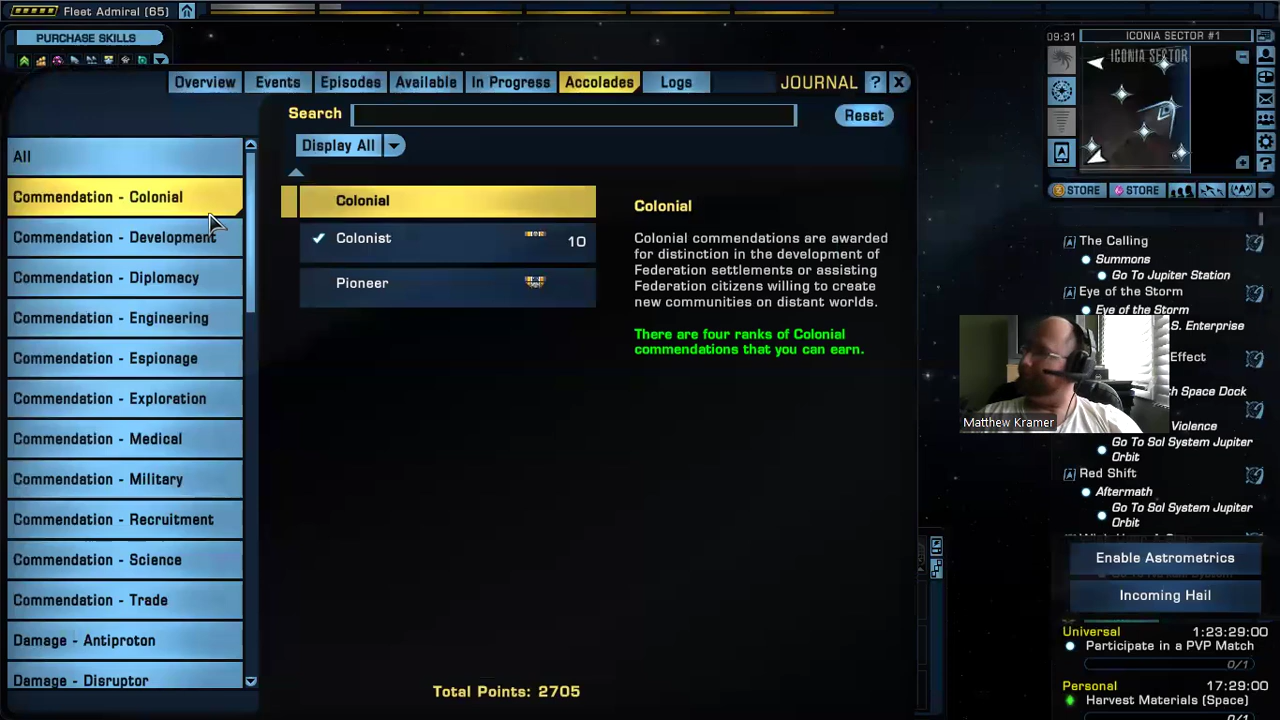 Fleet Admiral (65)
PURCHASE SKILLS
Overview
Events
Episodes
Available
In Progress
Accolades
Logs
JOURNAL
?
X
Search
Reset
Display All
All
Commendation - Colonial
Commendation - Development
Commendation - Diplomacy
Commendation - Engineering
Commendation - Espionage
Commendation - Exploration
Commendation - Medical
Commendation - Military
Commendation - Recruitment
Commendation - Science
Commendation - Trade
Damage - Antiproton
Damage - Disruptor
Colonial
Colonist
10
Pioneer
Colonial
Colonial commendations are awarded
for distinction in the development of
Federation settlements or assisting
Federation citizens willing to create
new communities on distant worlds.
There are four ranks of Colonial
commendations that you can earn.
Total Points: 2705
09:31
ICONIA SECTOR #1
ICONIA SECTOR
STORE
STORE
The Calling
Summons
Go To Jupiter Station
Eye of the Storm
Eye of the Storm
S. Enterprise
Effect
ch Space Dock
Violence
Go To Sol System Jupiter
Orbit
Red Shift
Aftermath
Go To Sol System Jupiter
Orbit
Matthew Kramer
Enable Astrometrics
Incoming Hail
Universal
1:23:29:00
Participate in a PVP Match
0/1
Personal
17:29:00
Harvest Materials (Space)
0/1